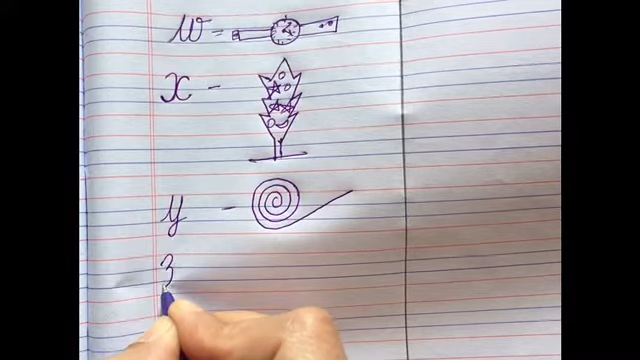 w =
x -
y -
z